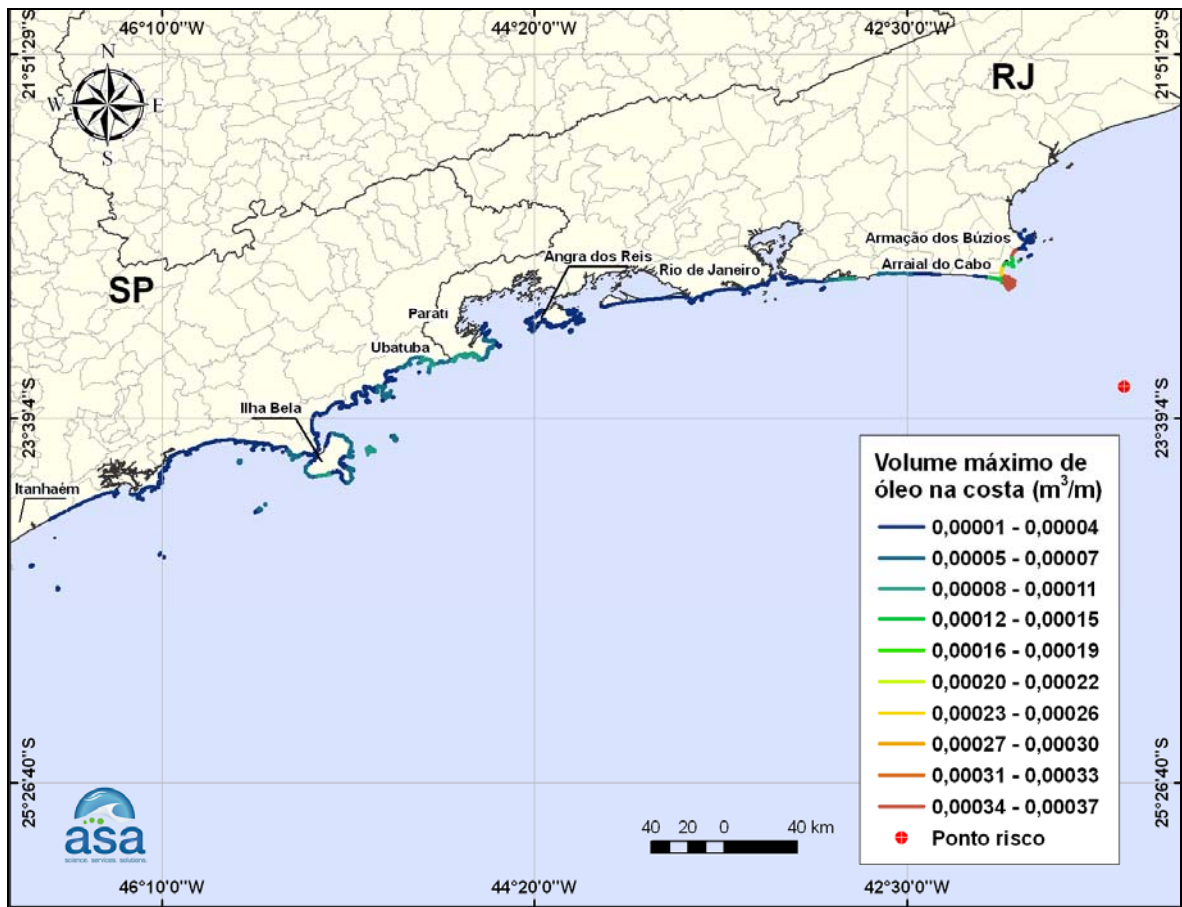 46°10'0"W 44°20'0"W 42°30'0"W
21°51'29"S
21°51'29"S
N
W E
S
RJ
SP
Armação dos Búzios
Angra dos Reis
Arraial do Cabo
Rio de Janeiro
Parati
Ubatuba
Ilha Bela
Itanhaém
23°39'4"S
23°39'4"S
Volume máximo de
óleo na costa (m³/m)
0,00001 - 0,00004
0,00005 - 0,00007
0,00008 - 0,00011
0,00012 - 0,00015
0,00016 - 0,00019
0,00020 - 0,00022
0,00023 - 0,00026
0,00027 - 0,00030
0,00031 - 0,00033
0,00034 - 0,00037
Ponto risco
25°26'40"S
25°26'40"S
asa
science. services. solutions.
40 20 0 40 km
46°10'0"W 44°20'0"W 42°30'0"W